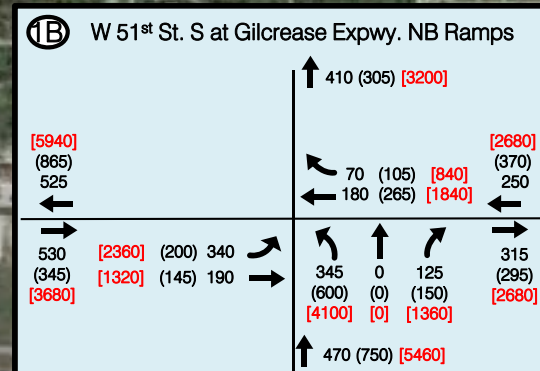 1B W 51st St. S at Gilcrease Expwy. NB Ramps
410 (305) [3200]
[5940]
(865)
525
70 (105) [840]
180 (265) [1840]
[2680]
(370)
250
530
(345)
[3680]
[2360] (200) 340
[1320] (145) 190
345 0 125
(600) (0) (150)
[4100] [0] [1360]
315
(295)
[2680]
470 (750) [5460]